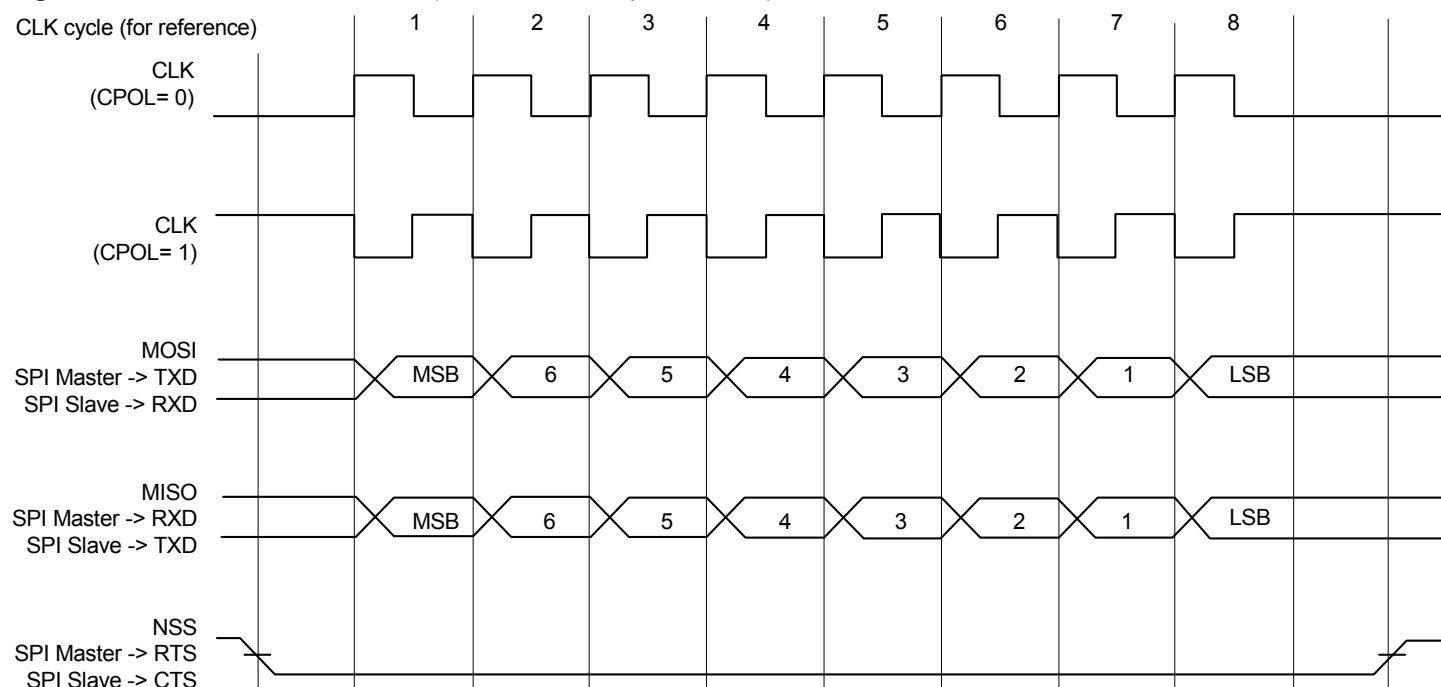 CLK cycle (for reference)
1 2 3 4 5 6 7 8
CLK
(CPOL= 0)
CLK
(CPOL= 1)
MOSI
SPI Master -> TXD
SPI Slave -> RXD
MSB 6 5 4 3 2 1 LSB
MISO
SPI Master -> RXD
SPI Slave -> TXD
MSB 6 5 4 3 2 1 LSB
NSS
SPI Master -> RTS
SPI Slave -> CTS